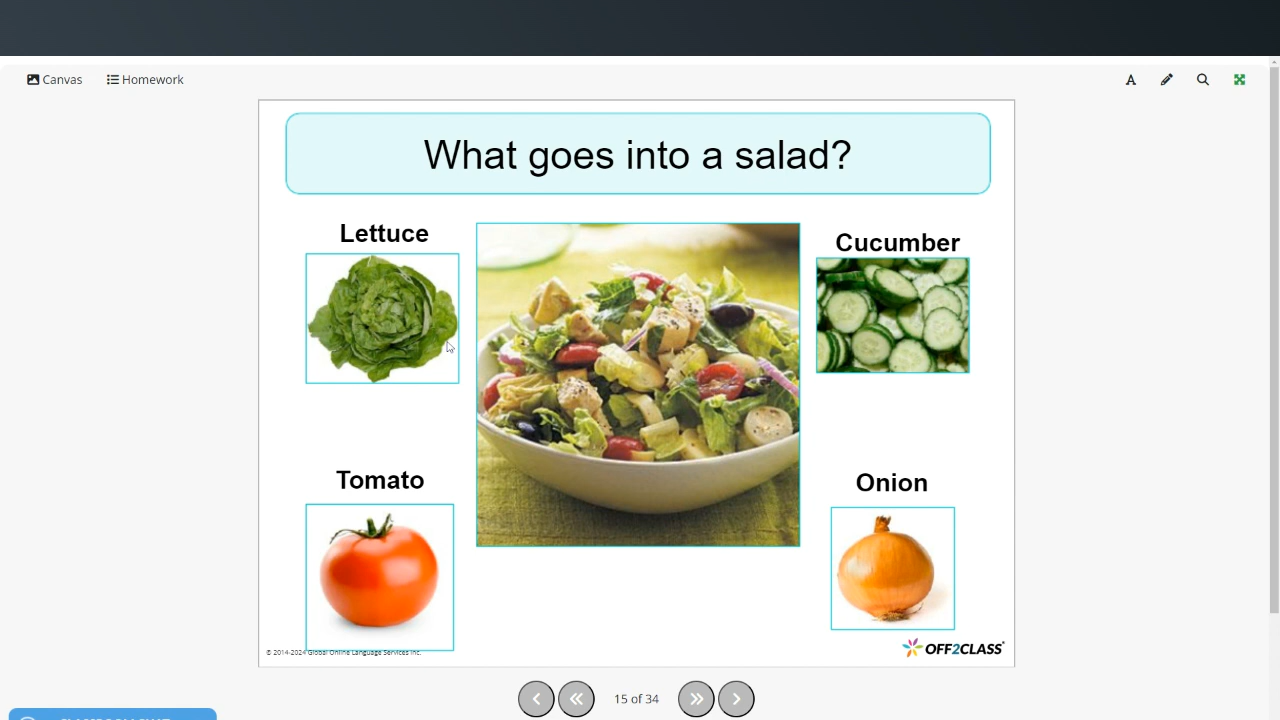 Canvas
Homework
A
What goes into a salad?
Lettuce
Cucumber
Tomato
Onion
© 2014-2024 Global Online Language Services Inc.
OFF2CLASS
15 of 34